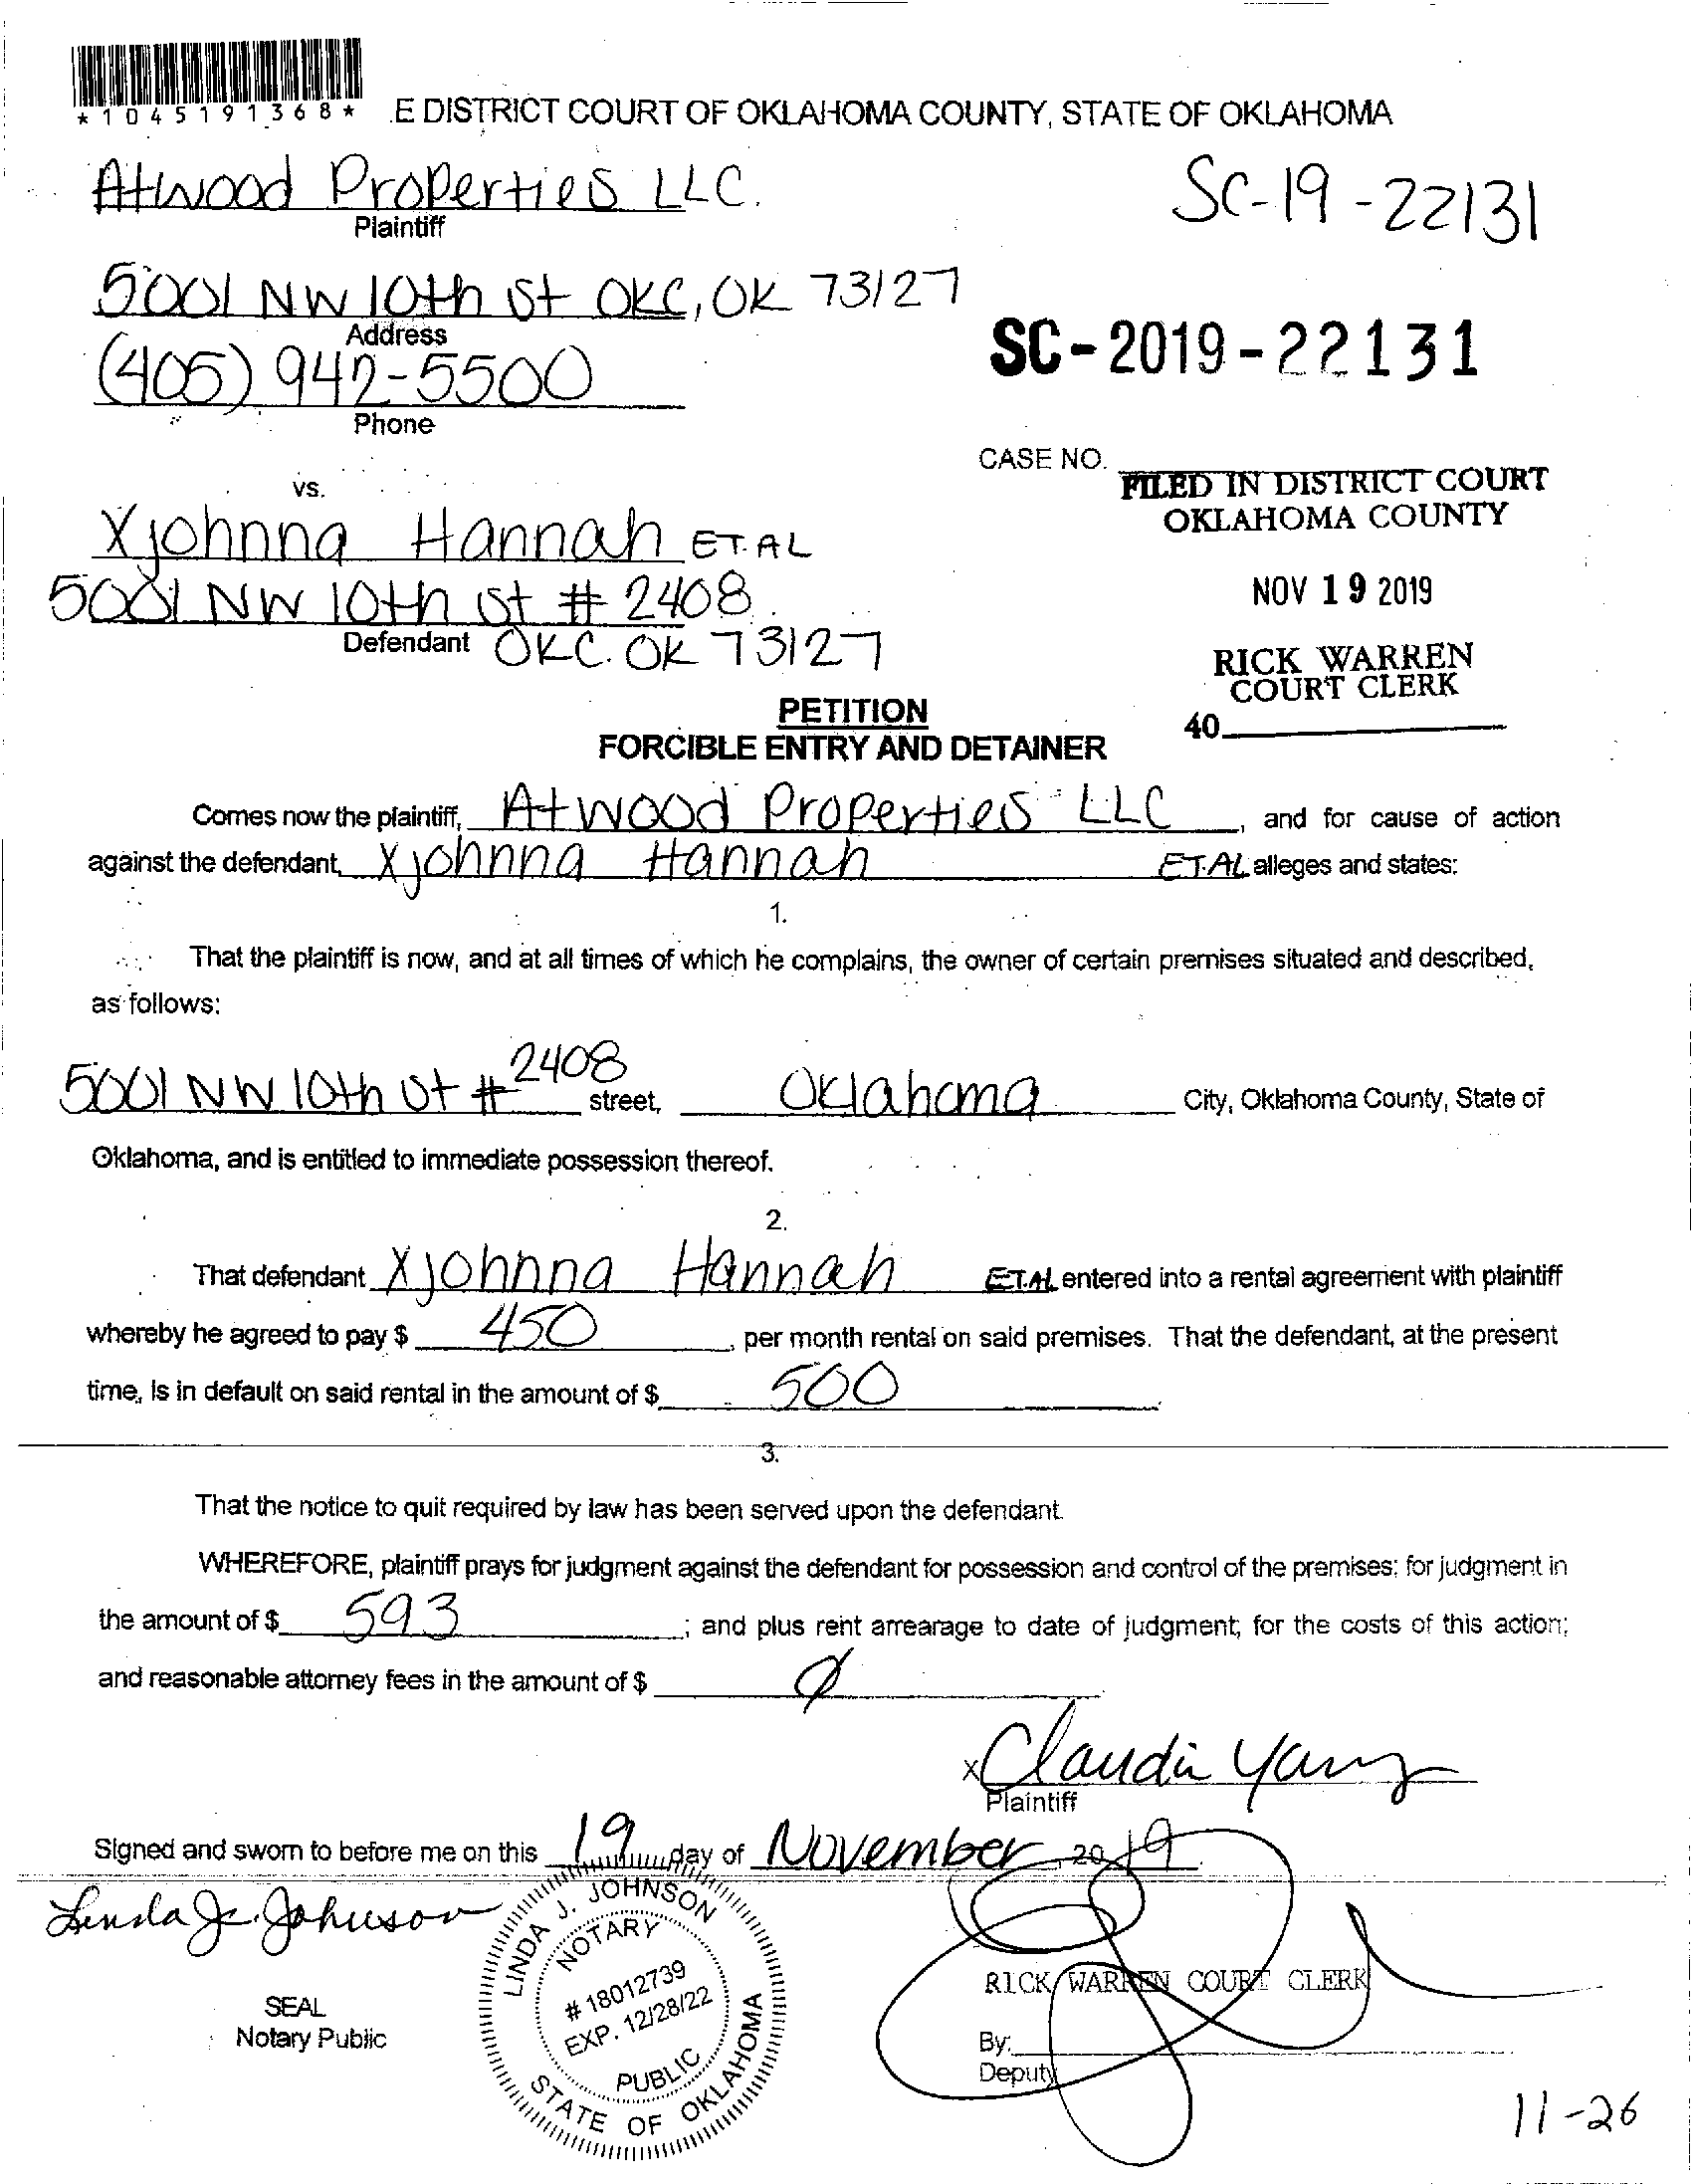 *1045191368* .E DISTRICT COURT OF OKLAHOMA COUNTY, STATE OF OKLAHOMA
Atwood Properties LLC.
Plaintiff
SC-19-22131
5001 NW 10th St OKC, OK 73127
Address
(405) 942-5500
Phone
SC-2019-22131
CASE NO.
FILED IN DISTRICT COURT
OKLAHOMA COUNTY
vs.
Xjohnna Hannah ET. AL
5001 NW 10th St # 2408
Defendant OKC. OK 73127
NOV 19 2019
RICK WARREN
COURT CLERK
40
PETITION
FORCIBLE ENTRY AND DETAINER
Comes now the plaintiff, Atwood Properties LLC, and for cause of action
against the defendant, Xjohnna Hannah ET.AL alleges and states:
1.
That the plaintiff is now, and at all times of which he complains, the owner of certain premises situated and described,
as follows:
5001 NW 10th St # 2408 street, Oklahoma City, Oklahoma County, State of
Oklahoma, and is entitled to immediate possession thereof.
2.
That defendant Xjohnna Hannah ET.AL entered into a rental agreement with plaintiff
whereby he agreed to pay $ 450, per month rental on said premises. That the defendant, at the present
time, is in default on said rental in the amount of $ 500
3.
That the notice to quit required by law has been served upon the defendant.
WHEREFORE, plaintiff prays for judgment against the defendant for possession and control of the premises; for judgment in
the amount of $ 593; and plus rent arrearage to date of judgment; for the costs of this action;
and reasonable attorney fees in the amount of $ Ø
x Claudia Yanz
Plaintiff
Signed and sworn to before me on this 19 day of November, 20 19
Linda J. Johnson
SEAL
Notary Public
LINDA J. JOHNSON
NOTARY
# 18012739
EXP. 12/28/22
PUBLIC
STATE OF OKLAHOMA
RICK WARREN COURT CLERK
By:
Deputy
11-26